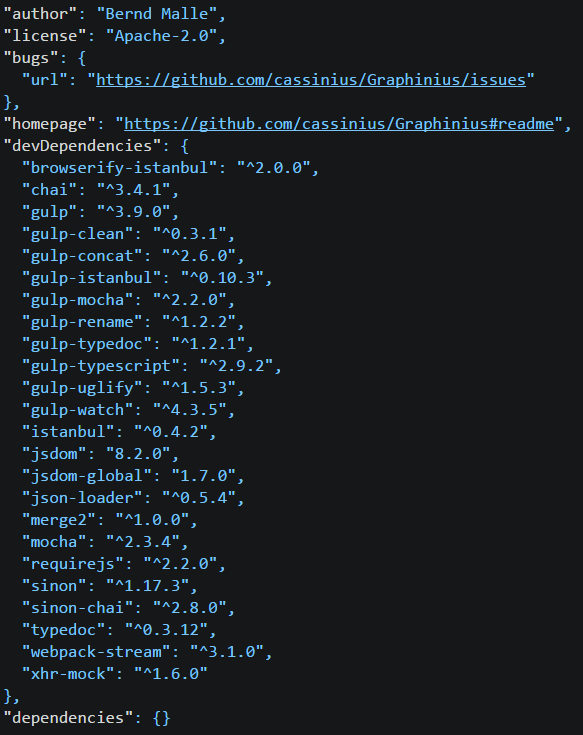 "author": "Bernd Malle",
"license": "Apache-2.0",
"bugs": {
"url": "https://github.com/cassinius/Graphinius/issues"
},
"homepage": "https://github.com/cassinius/Graphinius#readme",
"devDependencies": {
"browserify-istanbul": "^2.0.0",
"chai": "^3.4.1",
"gulp": "^3.9.0",
"gulp-clean": "^0.3.1",
"gulp-concat": "^2.6.0",
"gulp-istanbul": "^0.10.3",
"gulp-mocha": "^2.2.0",
"gulp-rename": "^1.2.2",
"gulp-typedoc": "^1.2.1",
"gulp-typescript": "^2.9.2",
"gulp-uglify": "^1.5.3",
"gulp-watch": "^4.3.5",
"istanbul": "^0.4.2",
"jsdom": "8.2.0",
"jsdom-global": "1.7.0",
"json-loader": "^0.5.4",
"merge2": "^1.0.0",
"mocha": "^2.3.4",
"requirejs": "^2.2.0",
"sinon": "^1.17.3",
"sinon-chai": "^2.8.0",
"typedoc": "^0.3.12",
"webpack-stream": "^3.1.0",
"xhr-mock": "^1.6.0"
},
"dependencies": {}